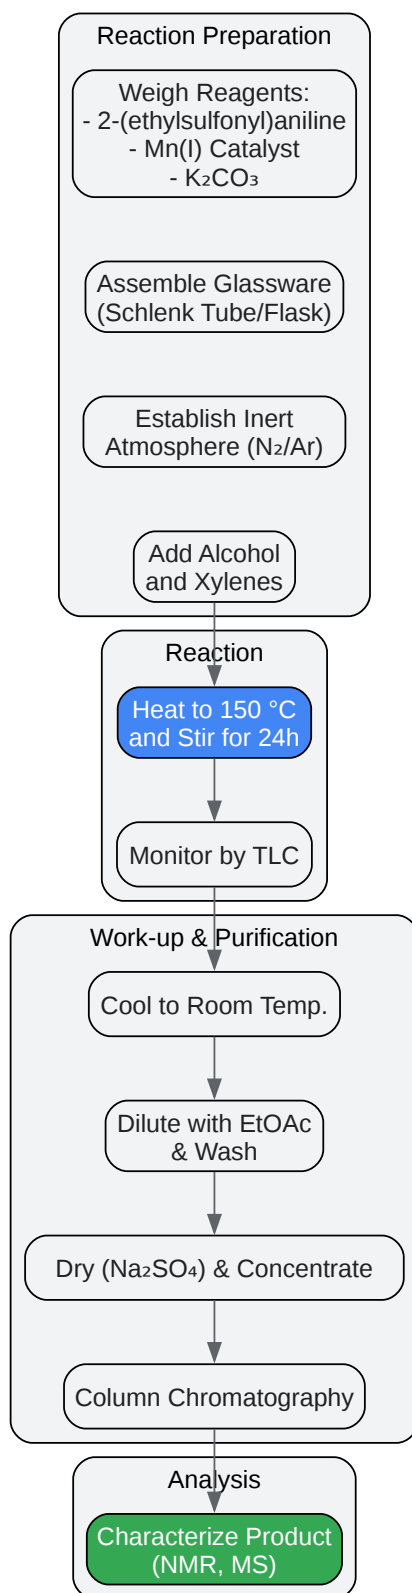 Reaction Preparation
Weigh Reagents:
- 2-(ethylsulfonyl)aniline
- Mn(I) Catalyst
- K₂CO₃
Assemble Glassware
(Schlenk Tube/Flask)
Establish Inert
Atmosphere (N₂/Ar)
Add Alcohol
and Xylenes
Reaction
Heat to 150 °C
and Stir for 24h
Monitor by TLC
Work-up & Purification
Cool to Room Temp.
Dilute with EtOAc
& Wash
Dry (Na₂SO₄) & Concentrate
Column Chromatography
Analysis
Characterize Product
(NMR, MS)